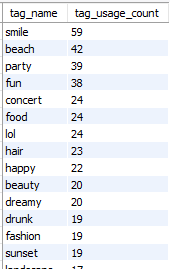 tag_name tag_usage_count
smile 59
beach 42
party 39
fun 38
concert 24
food 24
lol 24
hair 23
happy 22
beauty 20
dreamy 20
drunk 19
fashion 19
sunset 19
landscape 17